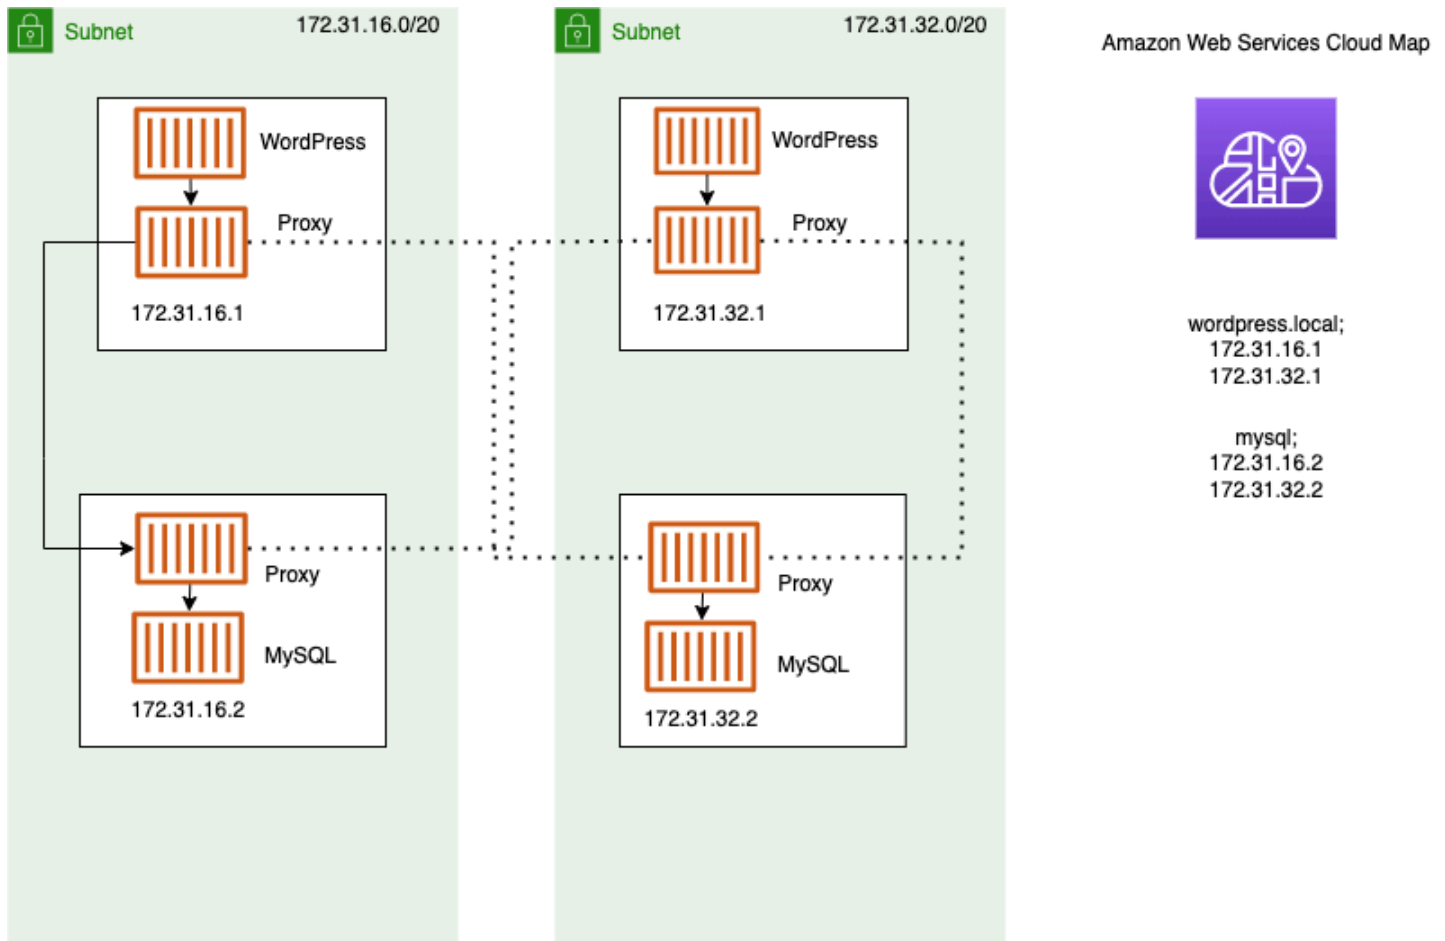 Subnet
172.31.16.0/20
WordPress
Proxy
172.31.16.1
Proxy
MySQL
172.31.16.2
Subnet
172.31.32.0/20
WordPress
Proxy
172.31.32.1
Proxy
MySQL
172.31.32.2
Amazon Web Services Cloud Map
wordpress.local;
172.31.16.1
172.31.32.1
mysql;
172.31.16.2
172.31.32.2